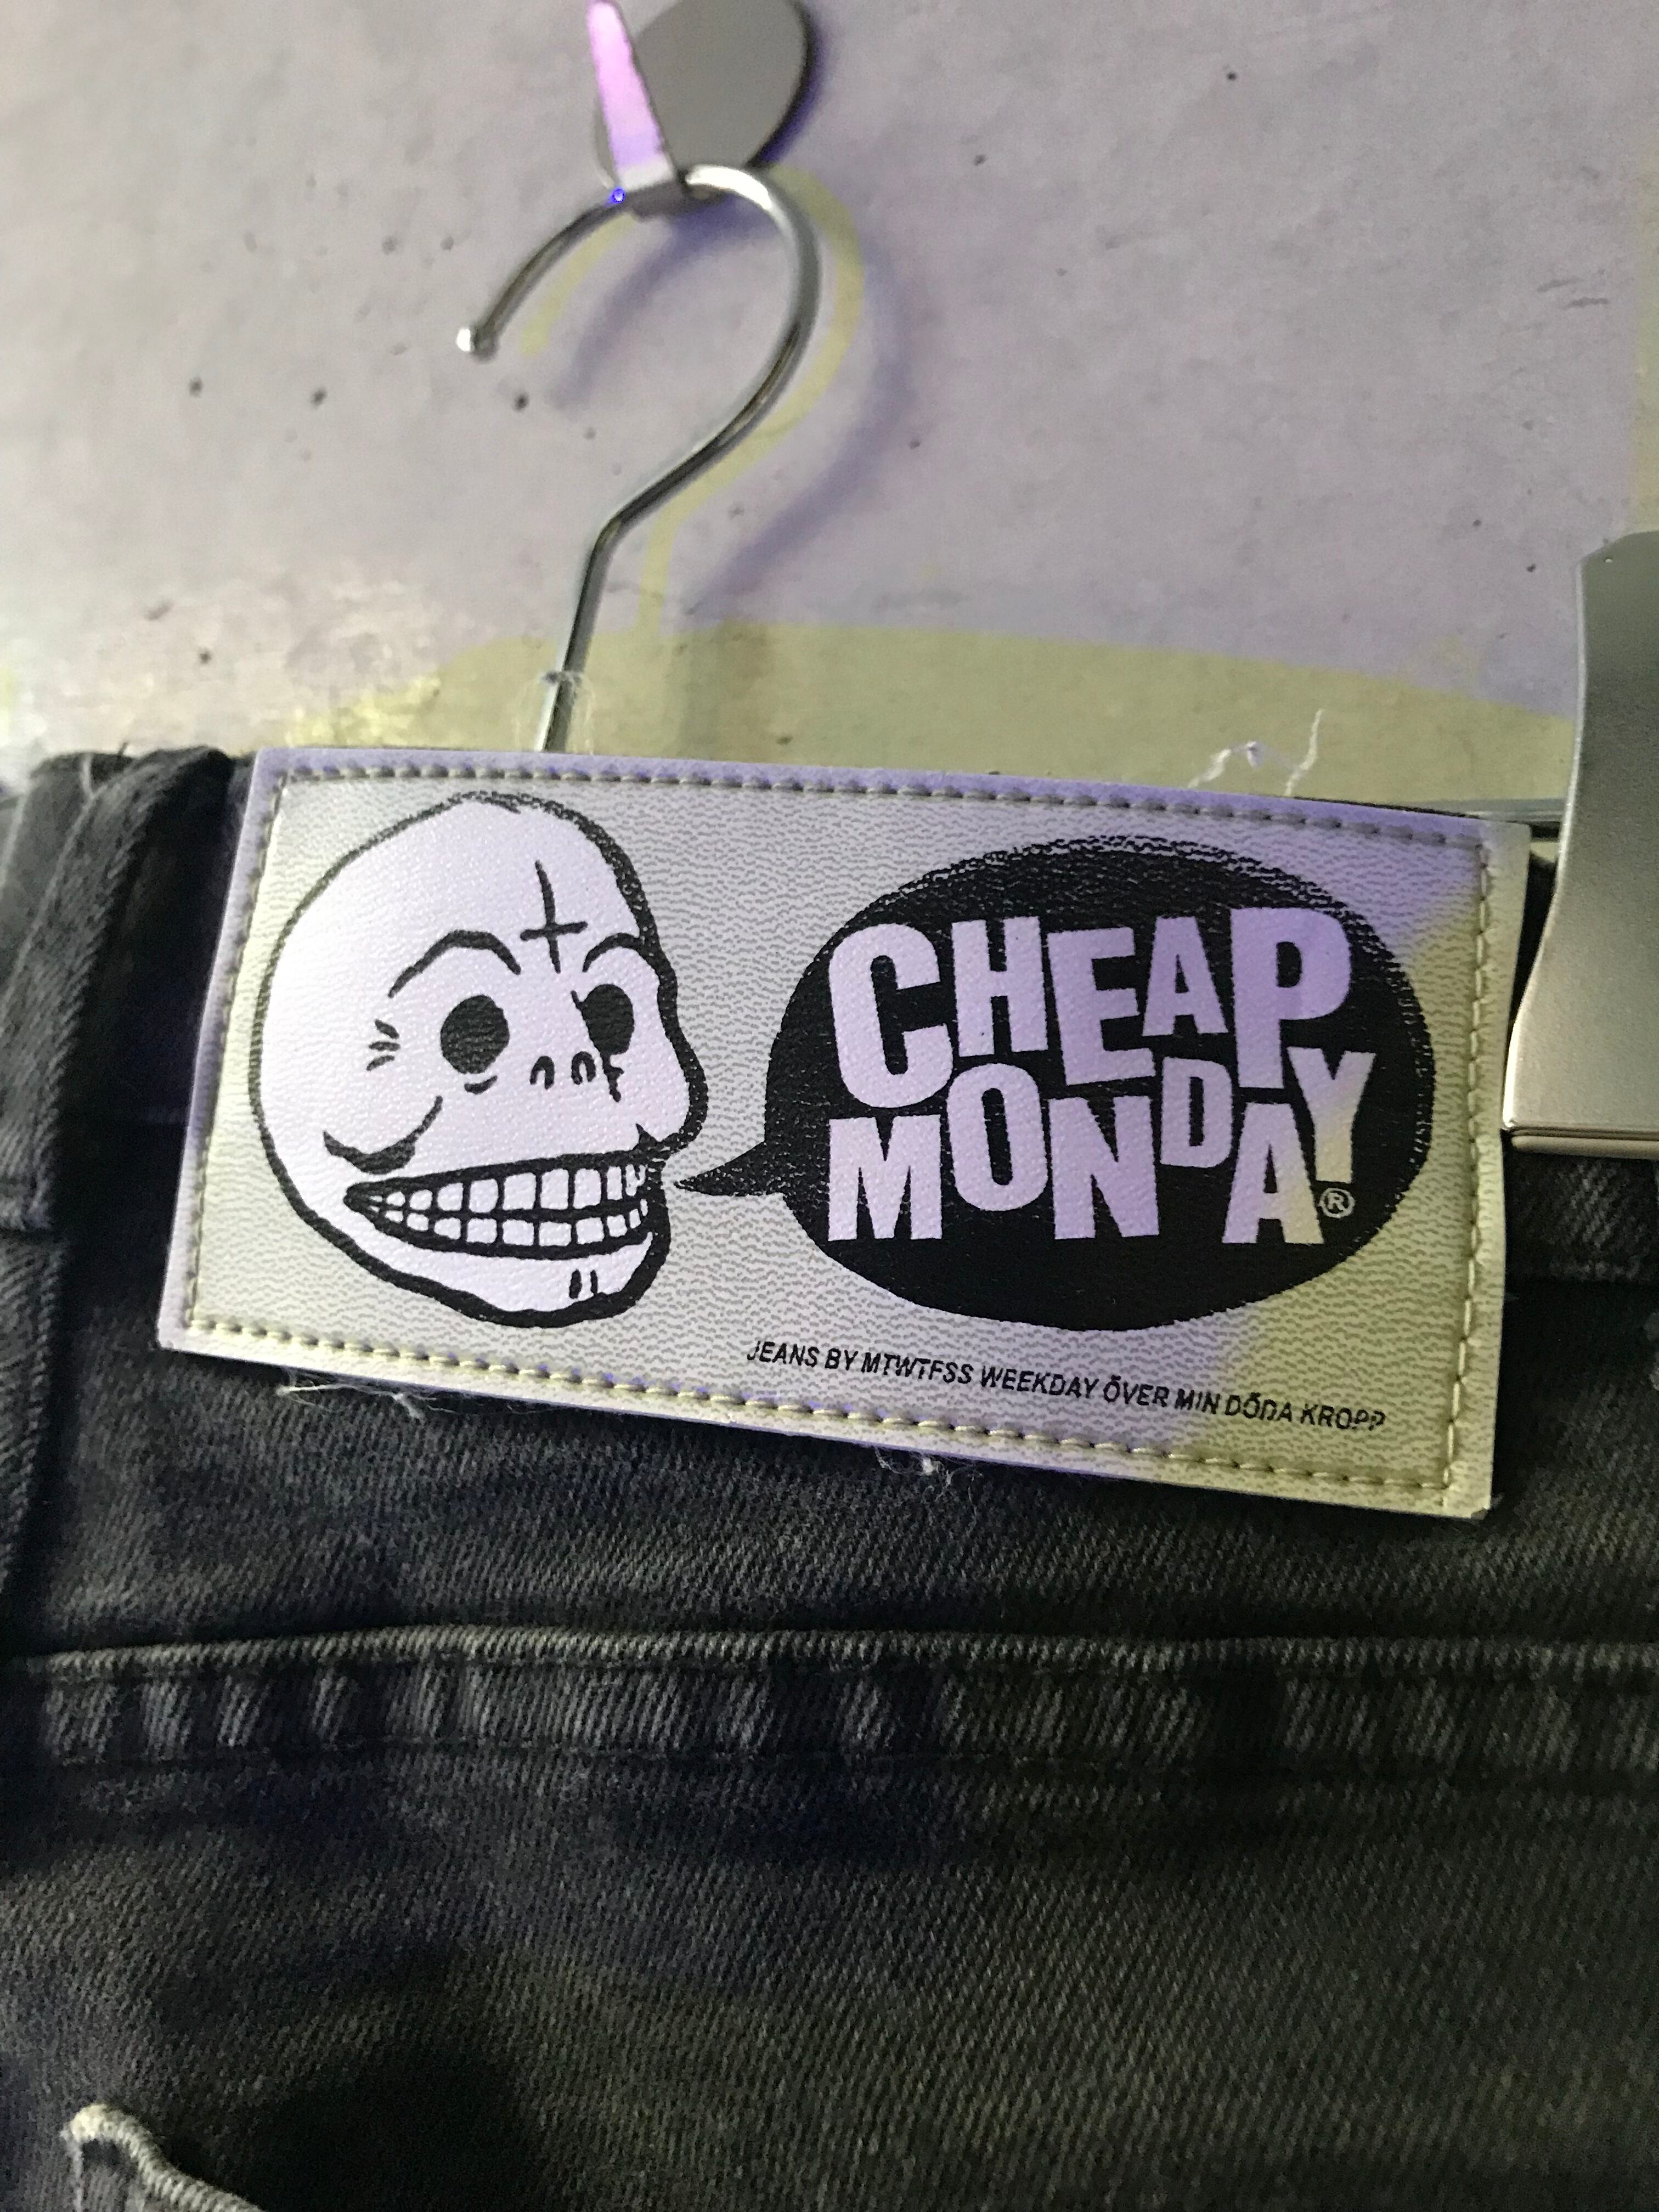 CHEAP
MONDAY®
JEANS BY MTWTFSS WEEKDAY ÖVER MIN DÖDA KROPP